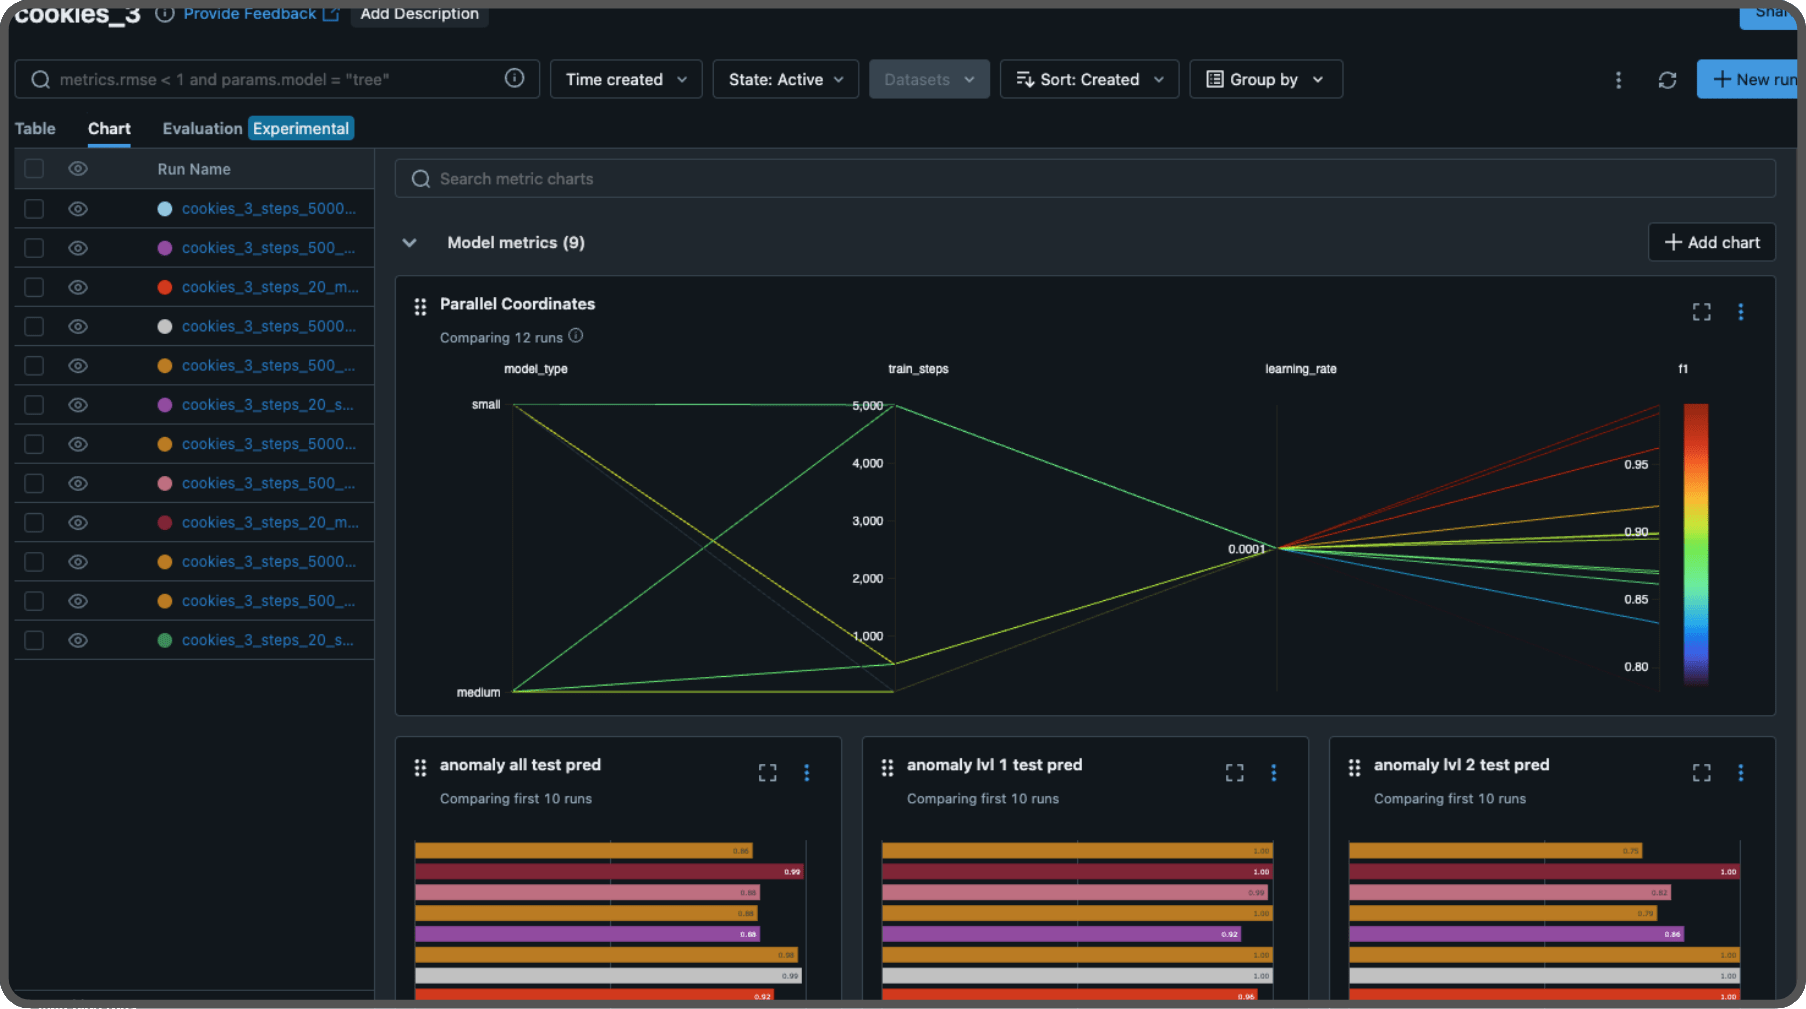 cookies_3 Provide Feedback Add Description
metrics.rmse < 1 and params.model = "tree" Time created State: Active Datasets Sort: Created Group by New run
Table Chart Evaluation Experimental
Run Name
cookies_3_steps_5000...
cookies_3_steps_500_...
cookies_3_steps_20_m...
cookies_3_steps_5000...
cookies_3_steps_500_...
cookies_3_steps_20_s...
cookies_3_steps_5000...
cookies_3_steps_500_...
cookies_3_steps_20_m...
cookies_3_steps_5000...
cookies_3_steps_500_...
cookies_3_steps_20_s...
Search metric charts
Model metrics (9) Add chart
Parallel Coordinates
Comparing 12 runs
model_type train_steps learning_rate f1
small
medium
5,000
4,000
3,000
2,000
1,000
0.0001
0.95
0.90
0.85
0.80
anomaly all test pred
Comparing first 10 runs
0.86
0.99
0.88
0.88
0.88
0.98
0.99
0.92
anomaly lvl 1 test pred
Comparing first 10 runs
1.00
1.00
0.99
1.00
0.92
1.00
1.00
0.96
anomaly lvl 2 test pred
Comparing first 10 runs
0.75
1.00
0.82
0.79
0.86
1.00
1.00
1.00